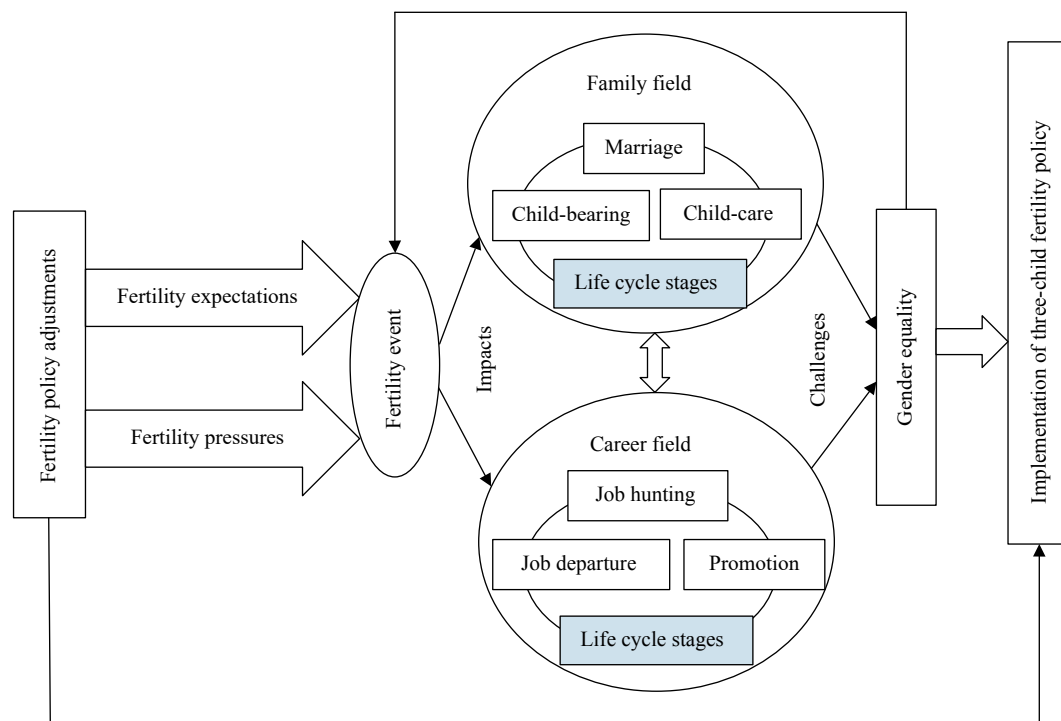 Fertility policy adjustments
Fertility expectations
Fertility pressures
Fertility event
Impacts
Family field
Marriage
Child-bearing
Child-care
Life cycle stages
Career field
Job hunting
Job departure
Promotion
Life cycle stages
Challenges
Gender equality
Implementation of three-child fertility policy